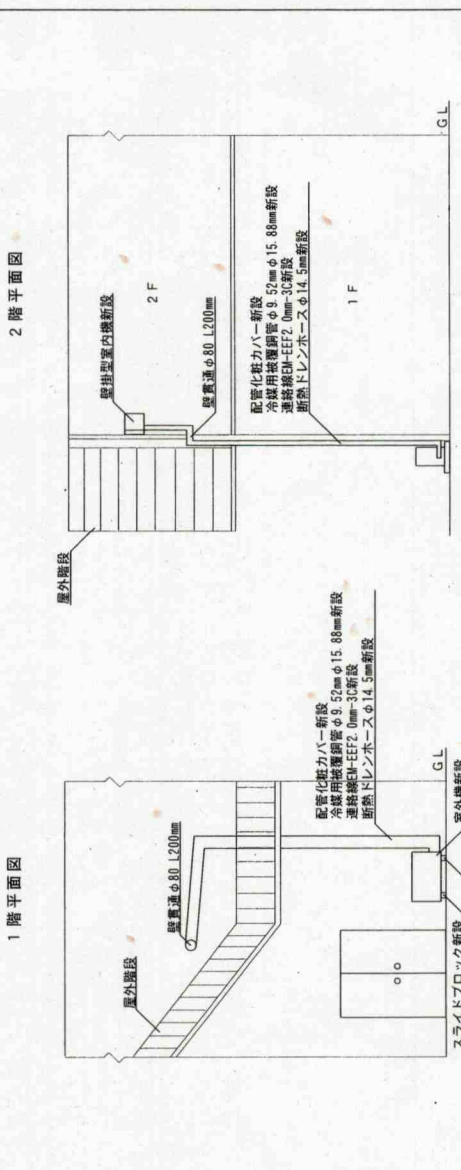 1階平面図
屋外階段
壁貫通φ80 L200mm
配管化粧カバー新設
冷媒用被覆銅管φ9.52mmφ15.88mm新設
連絡線EM-EEF2.0mm-3C新設
断熱ドレンホースφ14.5mm新設
GL
室外機新設
スライドブロック新設
2階平面図
屋外階段
壁掛型室内機新設
2F
壁貫通φ80 L200mm
配管化粧カバー新設
冷媒用被覆銅管φ9.52mmφ15.88mm新設
連絡線EM-EEF2.0mm-3C新設
断熱ドレンホースφ14.5mm新設
1F
GL